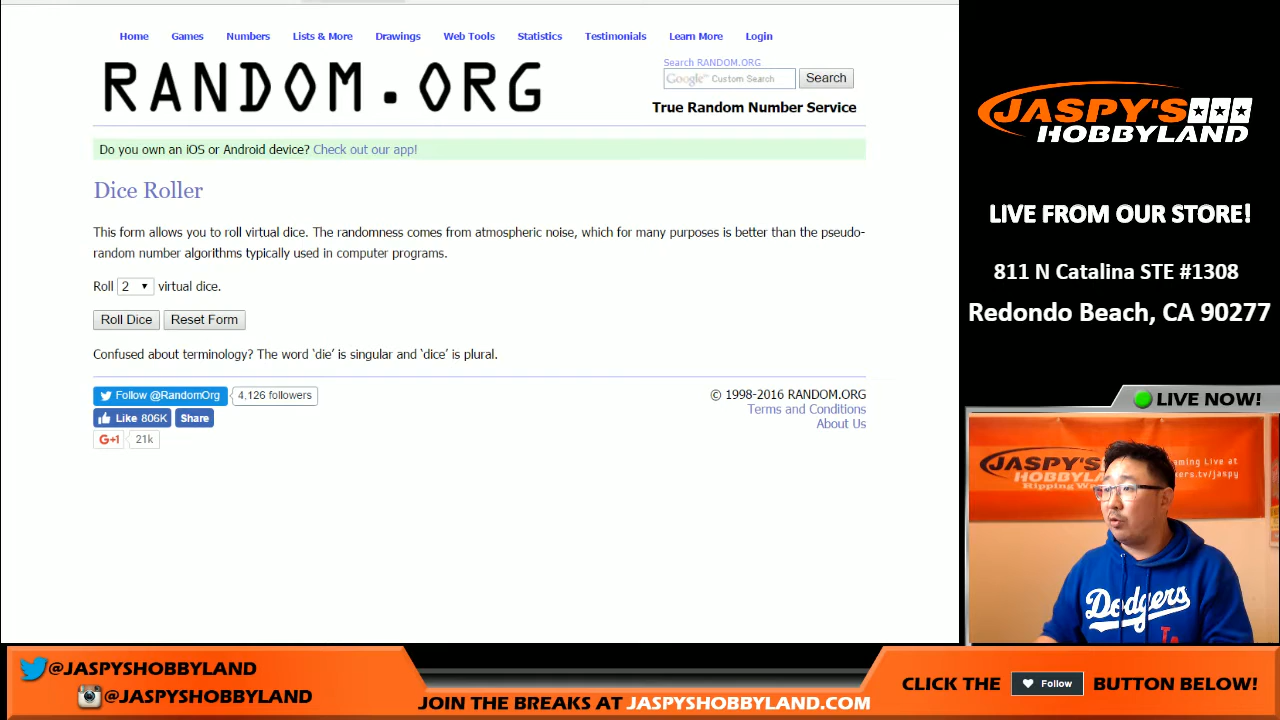 Home Games Numbers Lists & More Drawings Web Tools Statistics Testimonials Learn More Login
RANDOM.ORG
Search RANDOM.ORG
Google™ Custom Search Search
True Random Number Service
Do you own an iOS or Android device? Check out our app!
Dice Roller
This form allows you to roll virtual dice. The randomness comes from atmospheric noise, which for many purposes is better than the pseudo-
random number algorithms typically used in computer programs.
Roll 2 virtual dice.
Roll Dice Reset Form
Confused about terminology? The word ‘die’ is singular and ‘dice’ is plural.
Follow @RandomOrg 4,126 followers
Like 806K Share
G+1 21k
© 1998-2016 RANDOM.ORG
Terms and Conditions
About Us
JASPY'S
HOBBYLAND
LIVE FROM OUR STORE!
811 N Catalina STE #1308
Redondo Beach, CA 90277
LIVE NOW!
JASPY'S
HOBBYLAND
Dodgers
@JASPYSHOBBYLAND
@JASPYSHOBBYLAND
JOIN THE BREAKS AT JASPYSHOBBYLAND.COM
CLICK THE Follow BUTTON BELOW!